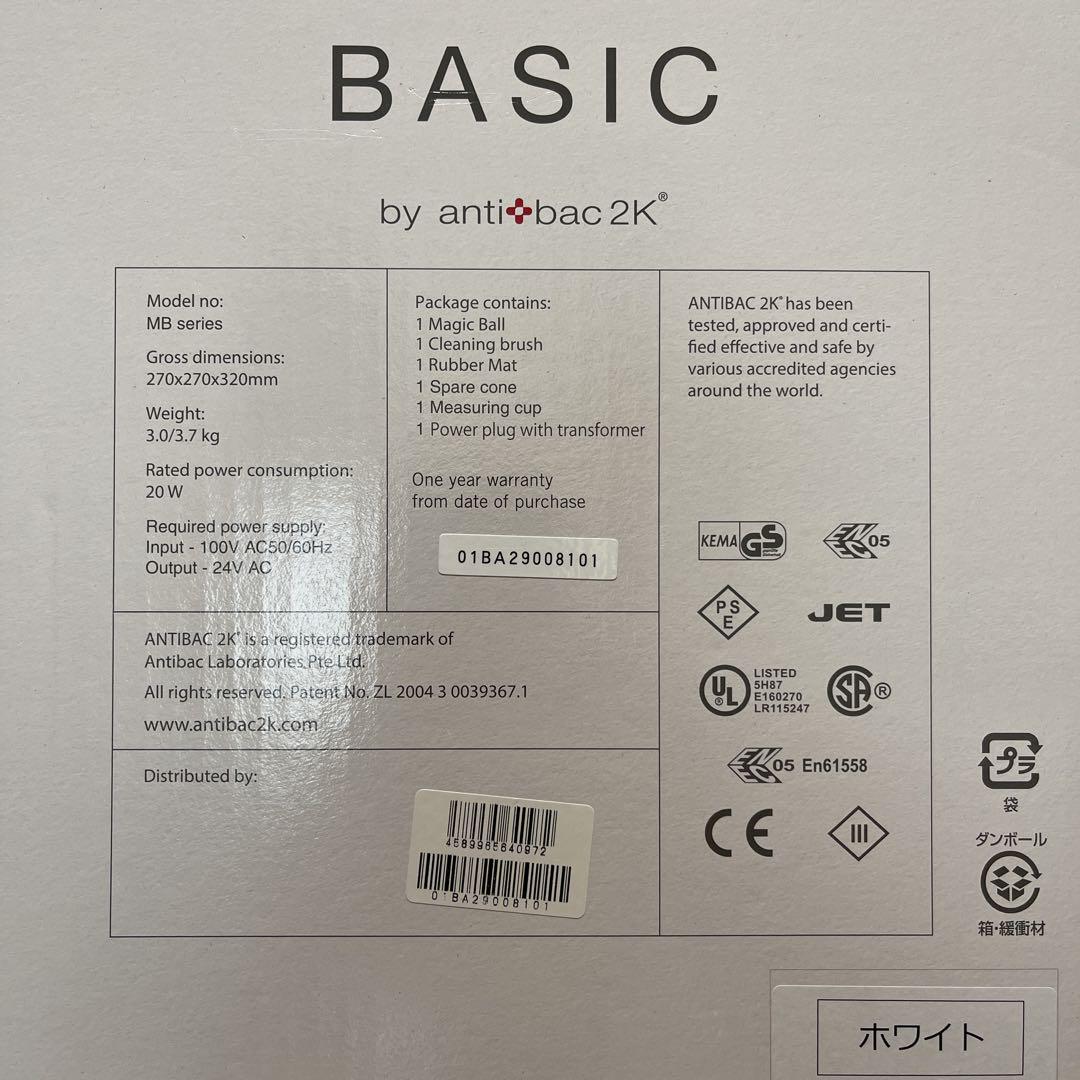 BASIC
by anti bac 2K®
Model no:
MB series
Gross dimensions:
270x270x320mm
Weight:
3.0/3.7 kg
Rated power consumption:
20 W
Required power supply:
Input - 100V AC50/60Hz
Output - 24V AC
Package contains:
1 Magic Ball
1 Cleaning brush
1 Rubber Mat
1 Spare cone
1 Measuring cup
1 Power plug with transformer
One year warranty
from date of purchase
01BA29008101
ANTIBAC 2K® has been
tested, approved and certi-
fied effective and safe by
various accredited agencies
around the world.
KEMA GS
ENEC 05
PSE
JET
UL
LISTED
5H87
E160270
LR115247
SA®
ENEC 05 En61558
CE
III
ANTIBAC 2K® is a registered trademark of
Antibac Laboratories Pte Ltd.
All rights reserved. Patent No. ZL 2004 3 0039367.1
www.antibac2k.com
Distributed by:
4589965640972
01BA29008101
プラ
袋
ダンボール
箱・緩衝材
ホワイト